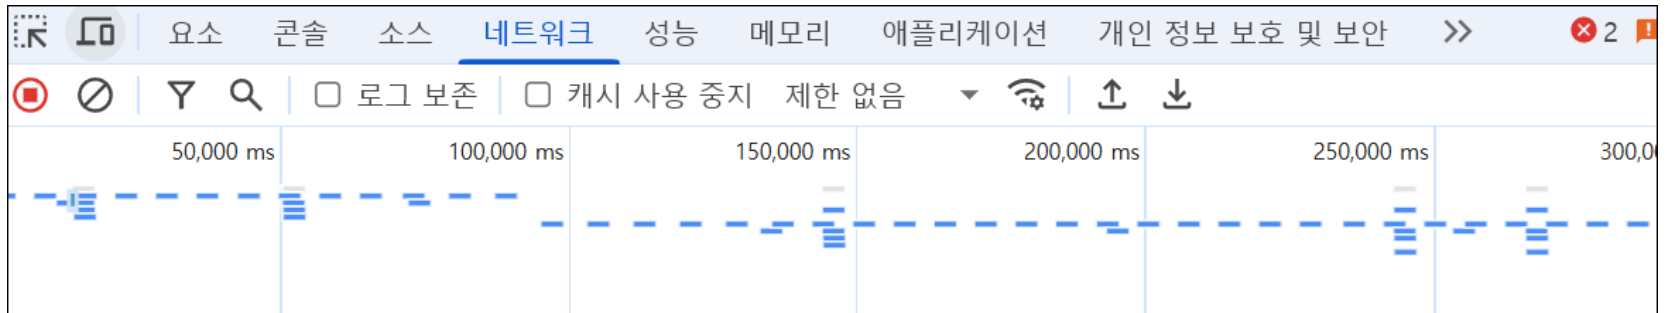 요소 콘솔 소스 네트워크 성능 메모리 애플리케이션 개인 정보 보호 및 보안 2
로그 보존 캐시 사용 중지 제한 없음
50,000 ms 100,000 ms 150,000 ms 200,000 ms 250,000 ms 300,0